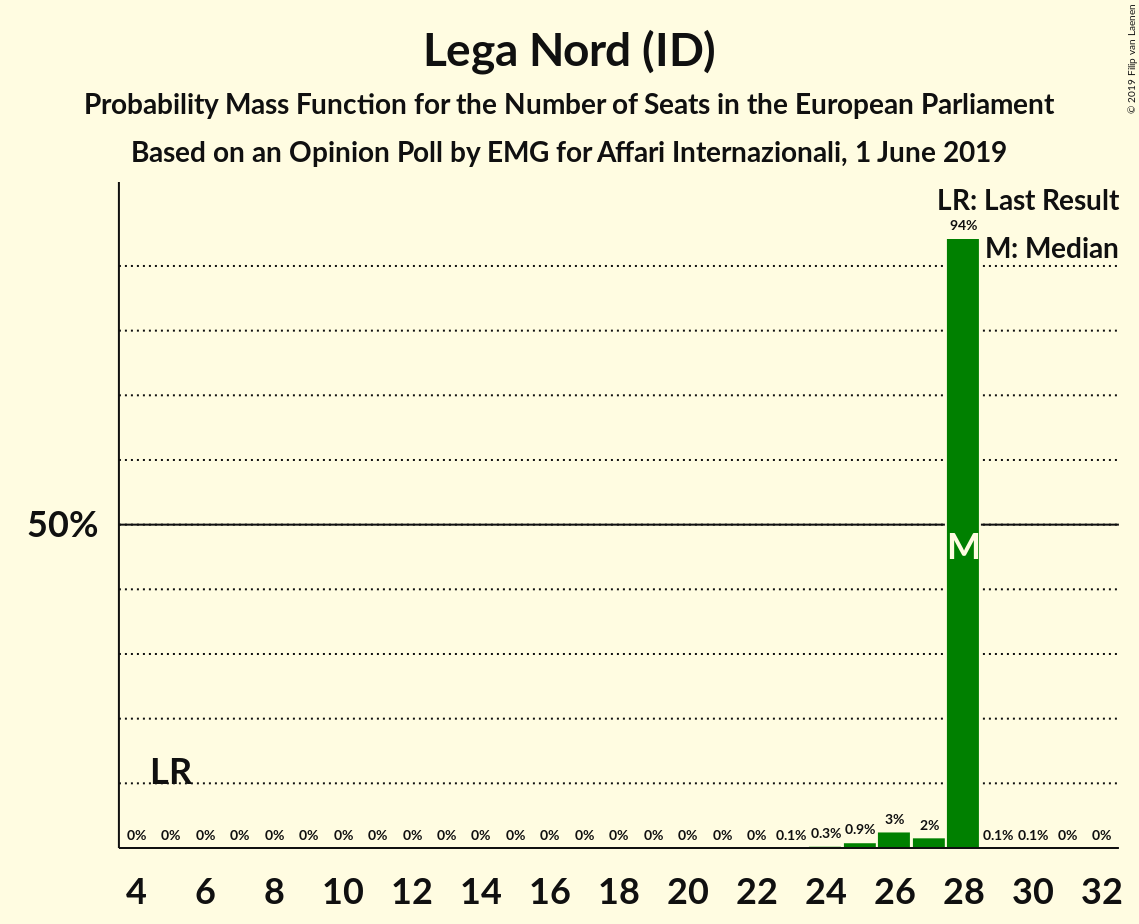 Lega Nord (ID)
Probability Mass Function for the Number of Seats in the European Parliament
Based on an Opinion Poll by EMG for Affari Internazionali, 1 June 2019
© 2019 Filip van Laenen
LR: Last Result
M: Median
94%
50%
M
LR
0% 0% 0% 0% 0% 0% 0% 0% 0% 0% 0% 0% 0% 0% 0% 0% 0% 0% 0% 0.1% 0.3% 0.9% 3% 2% 0.1% 0.1% 0% 0%
4 6 8 10 12 14 16 18 20 22 24 26 28 30 32